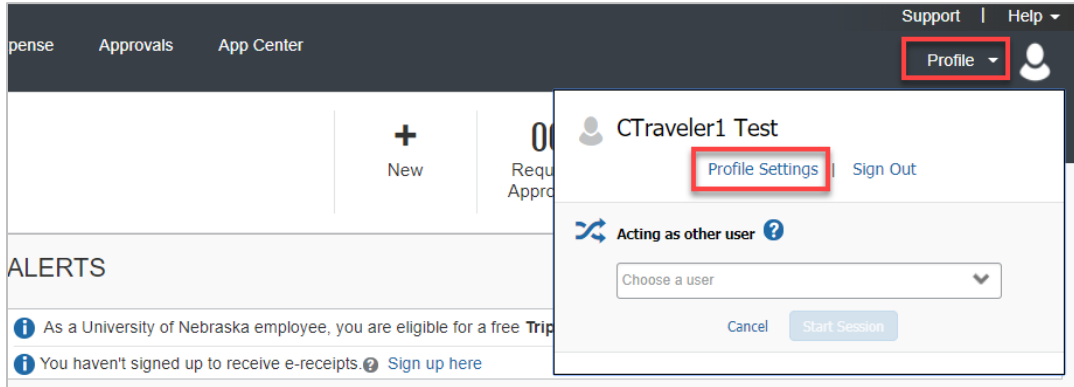 Support | Help
pense Approvals App Center
Profile
CTraveler1 Test
Profile Settings | Sign Out
+
New
Requ
Appro
Acting as other user ?
Choose a user
Cancel Start Session
ALERTS
As a University of Nebraska employee, you are eligible for a free Trip
You haven't signed up to receive e-receipts. ? Sign up here